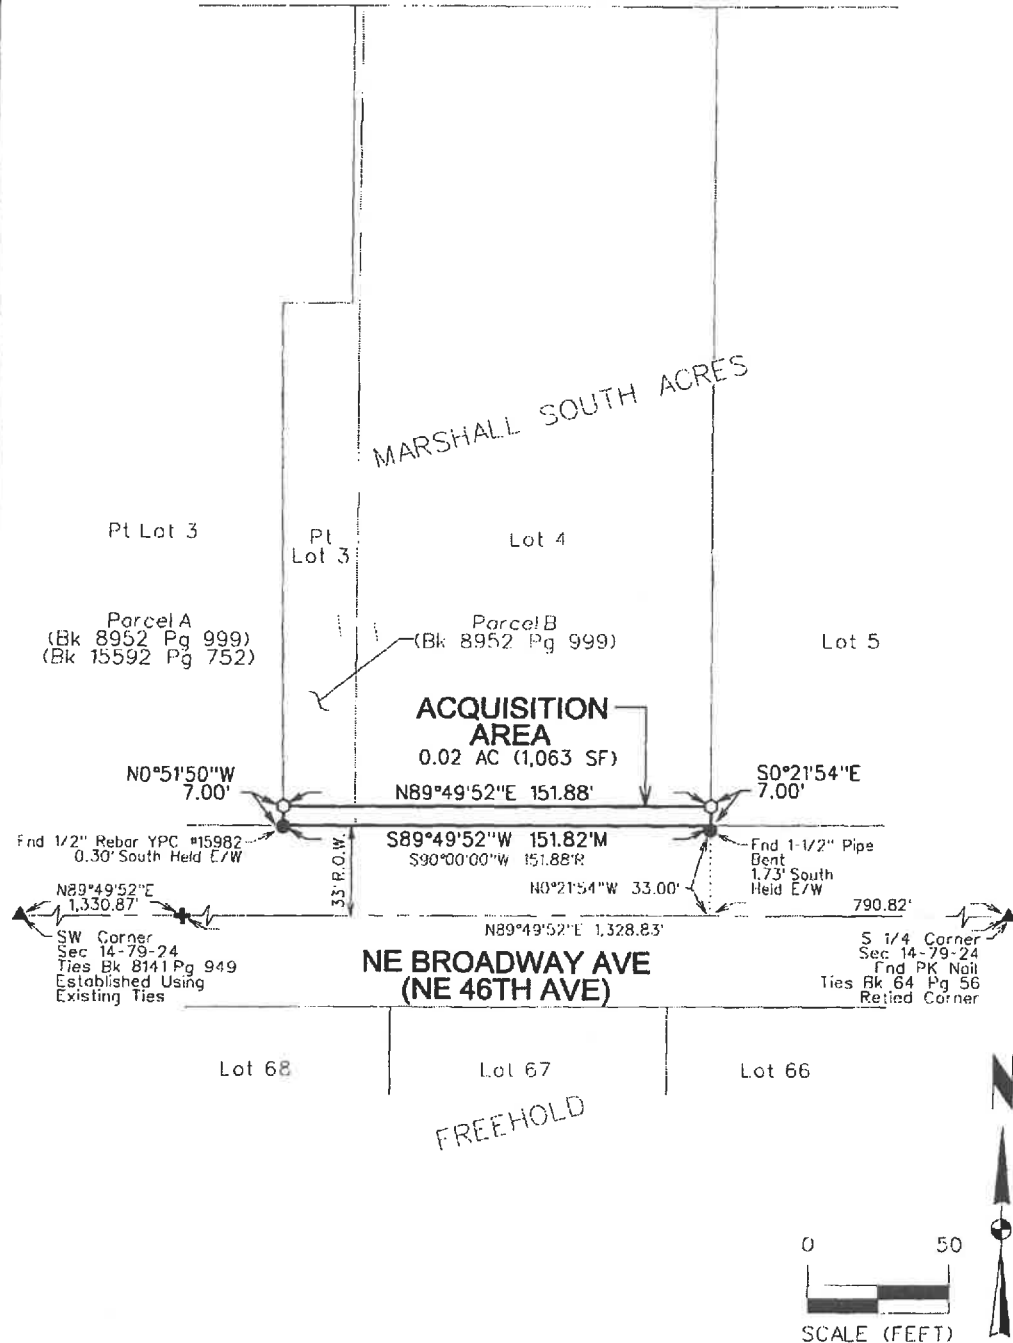 MARSHALL SOUTH ACRES
Pt Lot 3
Pt
Lot 3
Lot 4
Parcel A
(Bk 8952 Pg 999)
(Bk 15592 Pg 752)
Parcel B
(Bk 8952 Pg 999)
Lot 5
ACQUISITION
AREA
0.02 AC (1,063 SF)
N0°51'50"W
7.00'
N89°49'52"E 151.88'
S0°21'54"E
7.00'
Fnd 1/2" Rebar YPC #15982
0.30' South Held E/W
33' R.O.W.
S89°49'52"W 151.82'M
S90°00'00"W 151.88'R
N0°21'54"W 33.00'
Fnd 1-1/2" Pipe
Bent
1.73' South
Held E/W
N89°49'52"E
1,330.87'
790.82'
N89°49'52"E 1,328.83'
SW Corner
Sec 14-79-24
Ties Bk 8141 Pg 949
Established Using
Existing Ties
NE BROADWAY AVE
(NE 46TH AVE)
S 1/4 Corner
Sec 14-79-24
Fnd PK Nail
Ties Bk 64 Pg 56
Retied Corner
Lot 68
Lot 67
Lot 66
FREEHOLD
N
0 50
SCALE (FEET)